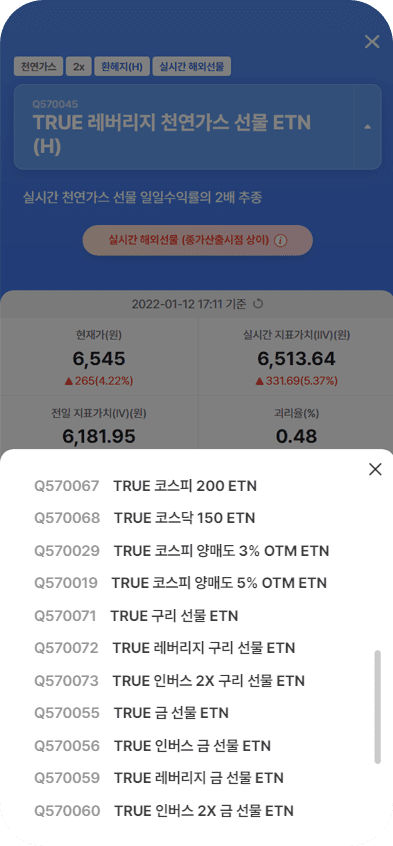 천연가스 2x 환헤지(H) 실시간 해외선물
Q570045
TRUE 레버리지 천연가스 선물 ETN
(H)
실시간 천연가스 선물 일일수익률의 2배 추종
실시간 해외선물 (종가산출시점 상이)
2022-01-12 17:11 기준
현재가(원) 실시간 지표가치(IIV)(원)
6,545 6,513.64
▲265(4.22%) ▲331.69(5.37%)
전일 지표가치(IV)(원) 괴리율(%)
6,181.95 0.48
Q570067 TRUE 코스피 200 ETN
Q570068 TRUE 코스닥 150 ETN
Q570029 TRUE 코스피 양매도 3% OTM ETN
Q570019 TRUE 코스피 양매도 5% OTM ETN
Q570071 TRUE 구리 선물 ETN
Q570072 TRUE 레버리지 구리 선물 ETN
Q570073 TRUE 인버스 2X 구리 선물 ETN
Q570055 TRUE 금 선물 ETN
Q570056 TRUE 인버스 금 선물 ETN
Q570059 TRUE 레버리지 금 선물 ETN
Q570060 TRUE 인버스 2X 금 선물 ETN